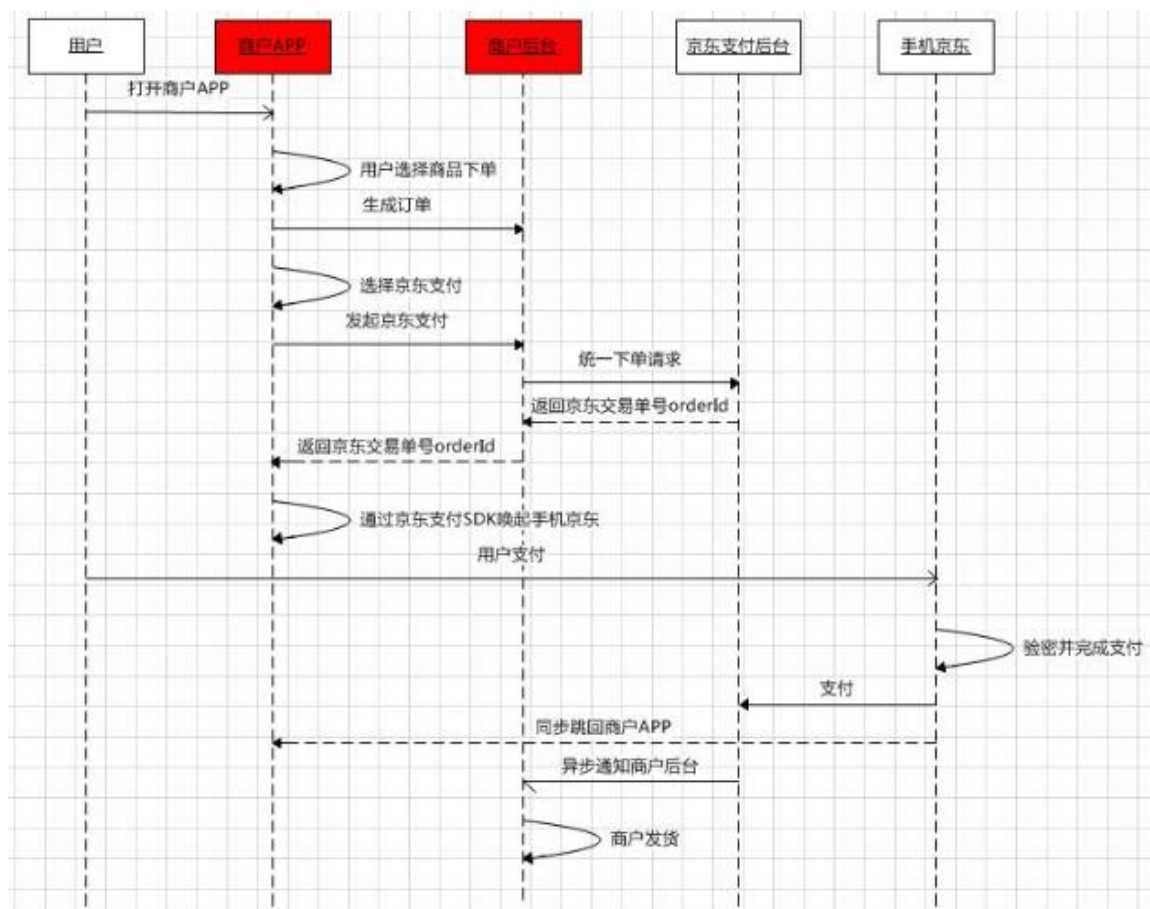 用户
商户APP
商户后台
京东支付后台
手机京东
打开商户APP
用户选择商品下单
生成订单
选择京东支付
发起京东支付
统一下单请求
返回京东交易单号orderId
返回京东交易单号orderId
通过京东支付SDK唤起手机京东
用户支付
验密并完成支付
支付
同步跳回商户APP
异步通知商户后台
商户发货